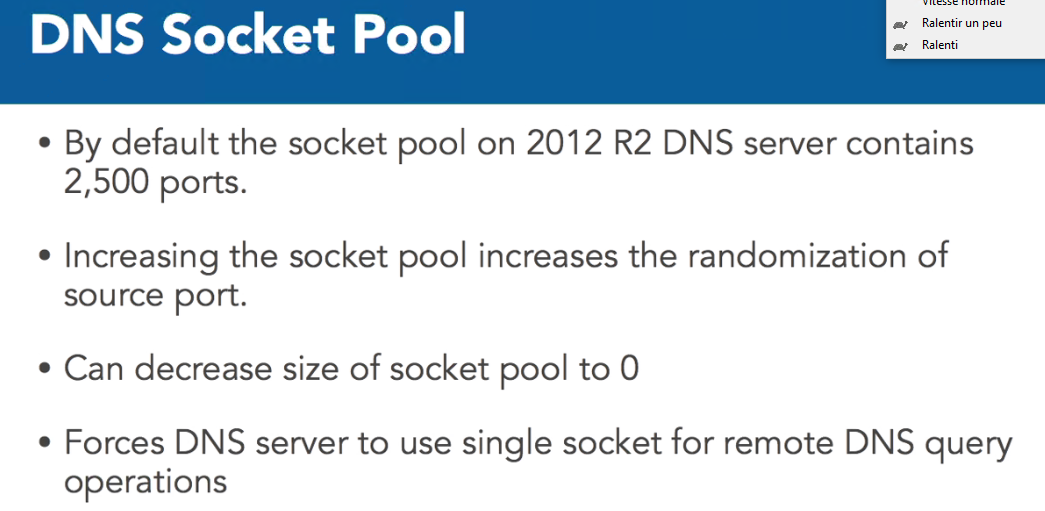 DNS Socket Pool
Vitesse normale
Ralentir un peu
Ralenti
• By default the socket pool on 2012 R2 DNS server contains
2,500 ports.
• Increasing the socket pool increases the randomization of
source port.
• Can decrease size of socket pool to 0
• Forces DNS server to use single socket for remote DNS query
operations